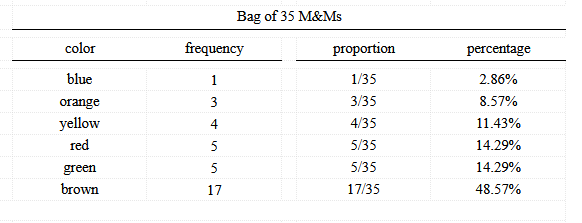 Bag of 35 M&Ms
color frequency proportion percentage
blue 1 1/35 2.86%
orange 3 3/35 8.57%
yellow 4 4/35 11.43%
red 5 5/35 14.29%
green 5 5/35 14.29%
brown 17 17/35 48.57%